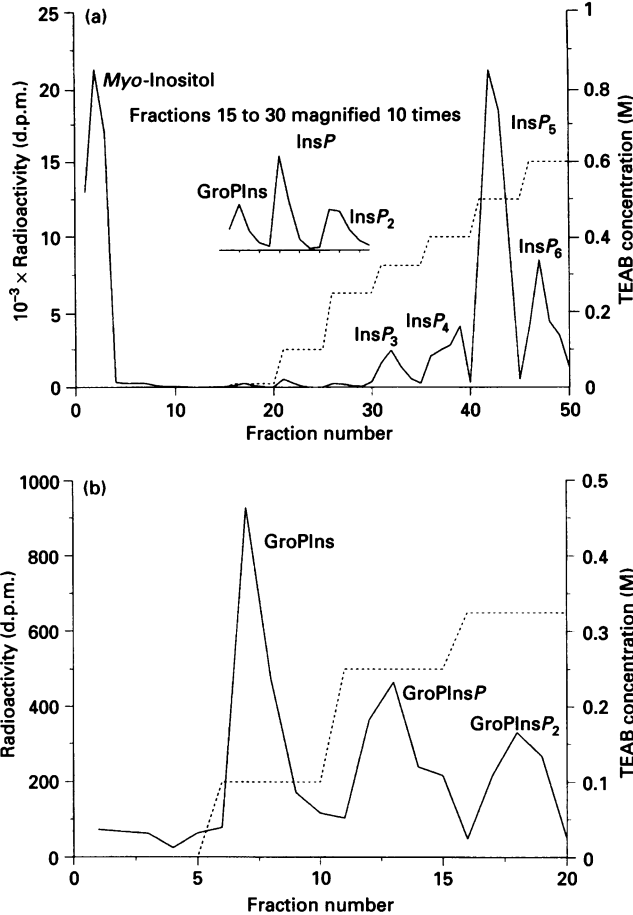 (a)
25
20
15
10
5
0
10⁻³ × Radioactivity (d.p.m.)
Myo-Inositol
Fractions 15 to 30 magnified 10 times
InsP
GroPIns
InsP₂
InsP₃
InsP₄
InsP₅
InsP₆
1
0.8
0.6
0.4
0.2
0
TEAB concentration (M)
0 10 20 30 40 50
Fraction number
(b)
1000
800
600
400
200
0
Radioactivity (d.p.m.)
GroPIns
GroPInsP
GroPInsP₂
0.5
0.4
0.3
0.2
0.1
0
TEAB concentration (M)
0 5 10 15 20
Fraction number